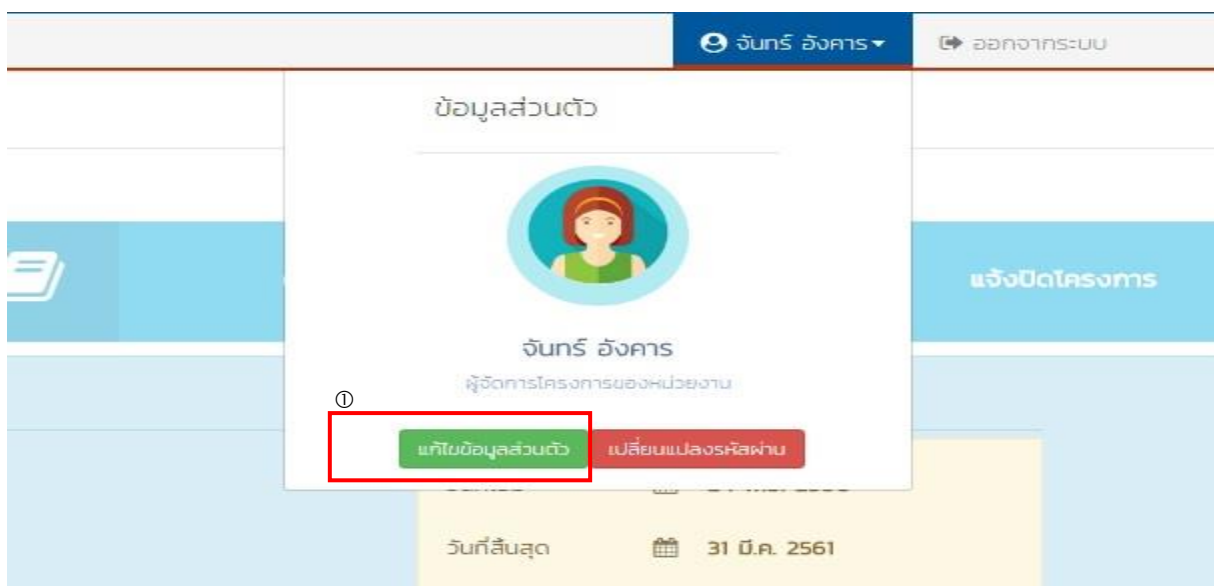 จันทร์ อังคาร
ออกจากระบบ
ข้อมูลส่วนตัว
แจ้งปิดโครงการ
จันทร์ อังคาร
ผู้จัดการโครงการของหน่วยงาน
①
แก้ไขข้อมูลส่วนตัว เปลี่ยนแปลงรหัสผ่าน
วันที่สิ้นสุด 31 มี.ค. 2561